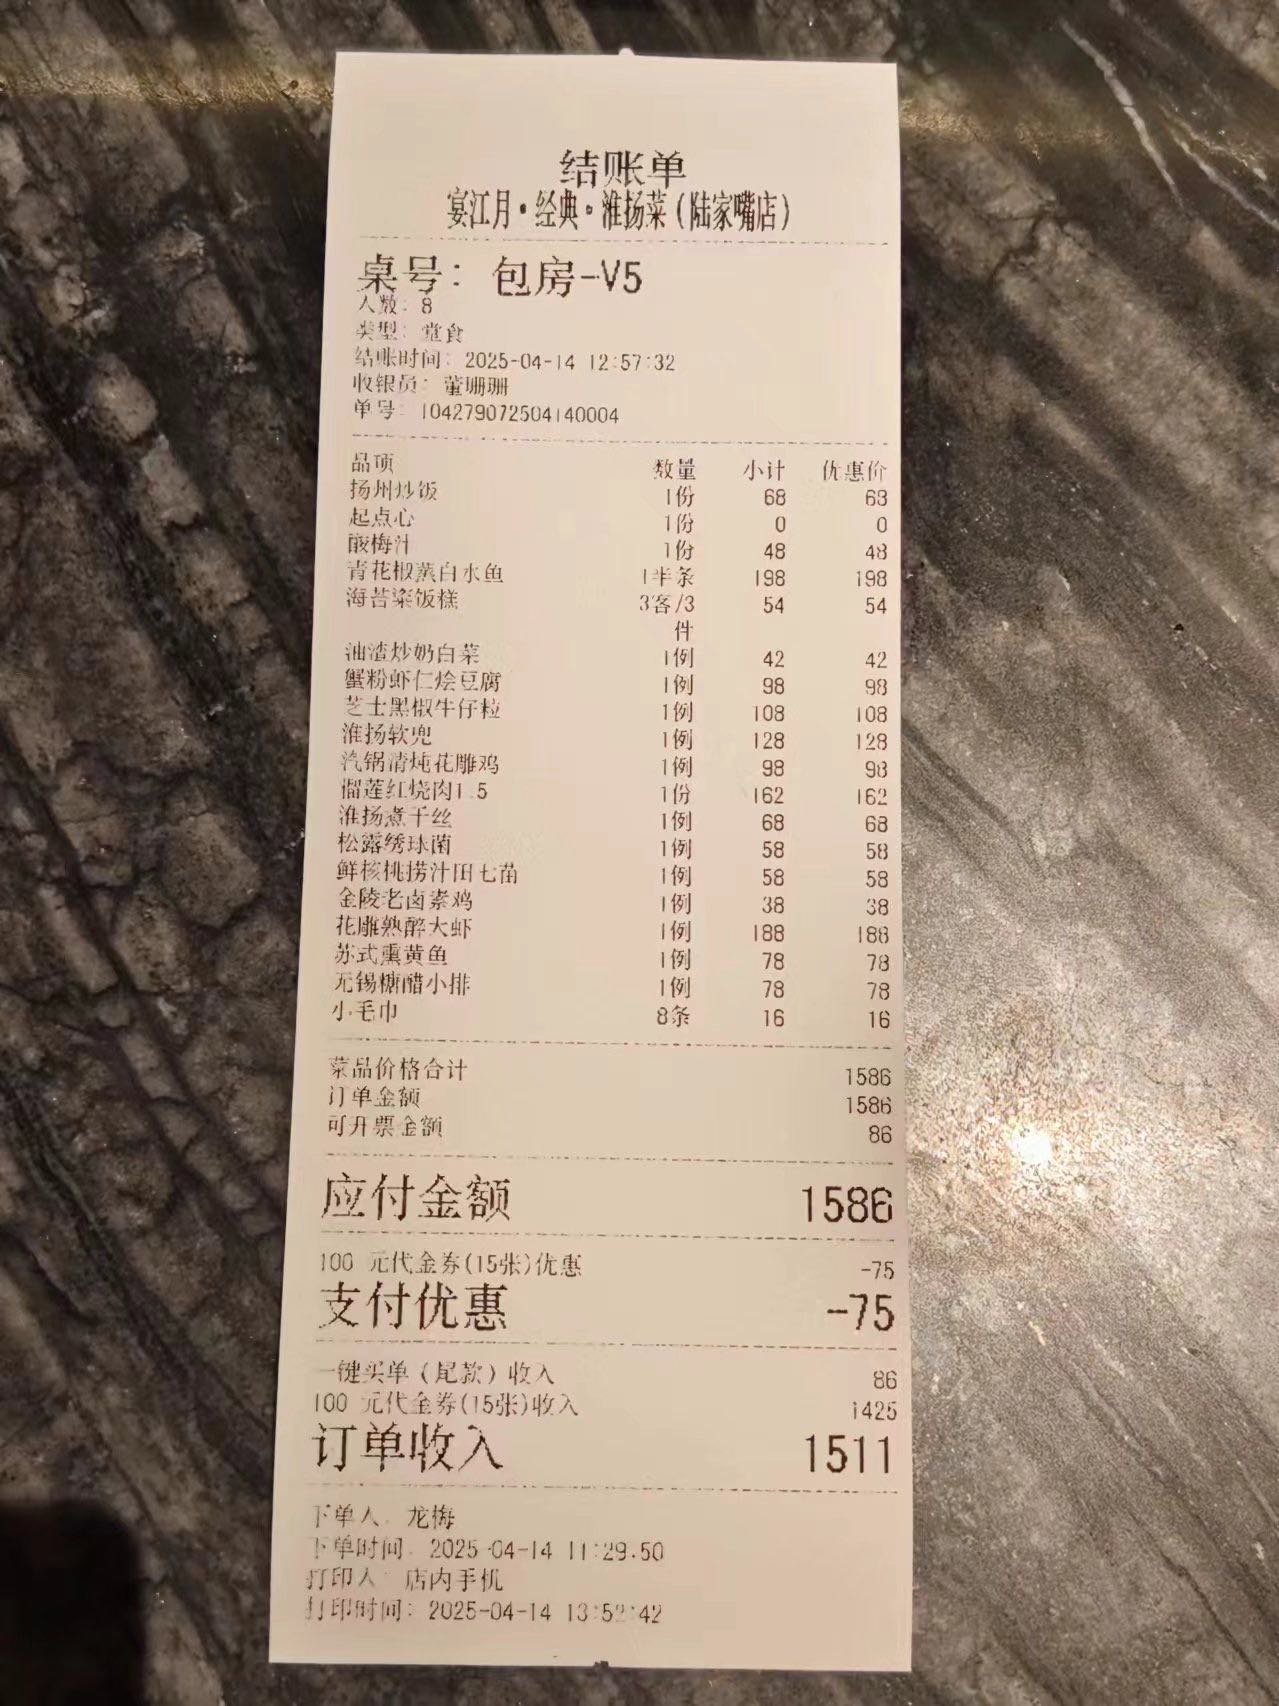 结账单
宴江月·经典·淮扬菜(陆家嘴店)
桌号: 包房-V5
人数: 8
类型: 堂食
结账时间: 2025-04-14 12:57:32
收银员: 董珊珊
单号: 104279072504140004
品项 数量 小计 优惠价
扬州炒饭 1份 68 68
起点心 1份 0 0
酸梅汁 1份 48 48
青花椒蒸白水鱼 1半条 198 198
海苔粢饭糕 3客/3 54 54
件
油渣炒奶白菜 1例 42 42
蟹粉虾仁烩豆腐 1例 98 98
芝士黑椒牛仔粒 1例 108 108
淮扬软兜 1例 128 128
汽锅清炖花雕鸡 1例 98 98
榴莲红烧肉1.5 1份 162 162
淮扬煮干丝 1例 68 68
松露绣球菌 1例 58 58
鲜核桃捞汁田七苗 1例 58 58
金陵老卤素鸡 1例 38 38
花雕熟醉大虾 1例 188 188
苏式熏黄鱼 1例 78 78
无锡糖醋小排 1例 78 78
小毛巾 8条 16 16
菜品价格合计 1586
订单金额 1586
可开票金额 86
应付金额 1586
100 元代金券(15张)优惠 -75
支付优惠 -75
一键买单(尾款)收入 86
100 元代金券(15张)收入 1425
订单收入 1511
下单人: 龙梅
下单时间: 2025-04-14 11:29:50
打印人: 店内手机
打印时间: 2025-04-14 13:52:42